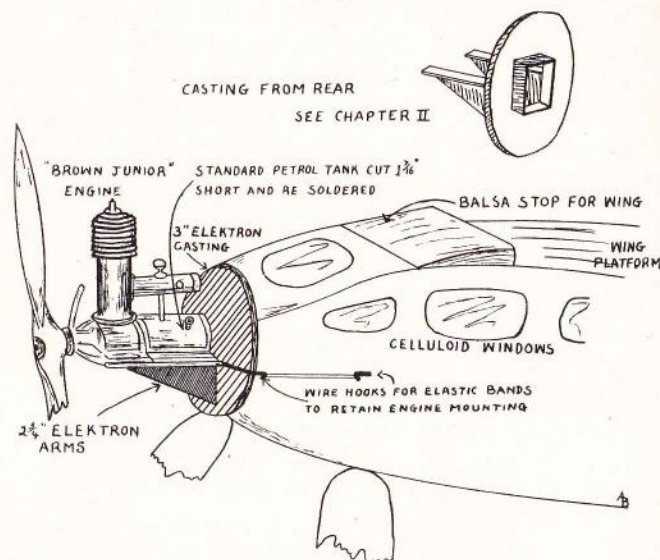 CASTING FROM REAR
SEE CHAPTER II
"BROWN JUNIOR"
ENGINE
STANDARD PETROL TANK CUT 1 3/16"
SHORT AND RE SOLDERED
3" ELEKTRON
CASTING
BALSA STOP FOR WING
WING
PLATFORM
CELLULOID WINDOWS
WIRE HOOKS FOR ELASTIC BANDS
TO RETAIN ENGINE MOUNTING
2 3/4" ELEKTRON
ARMS
AB